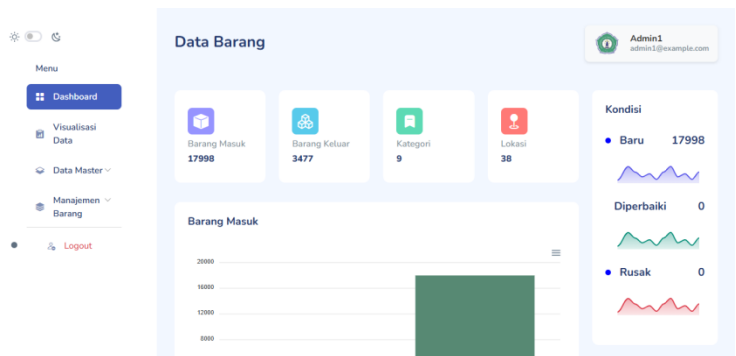 Menu
Dashboard
Visualisasi
Data
Data Master
Manajemen
Barang
Logout
Data Barang
Admin1
admin1@example.com
Barang Masuk
17998
Barang Keluar
3477
Kategori
9
Lokasi
38
Kondisi
Baru 17998
Diperbaiki 0
Rusak 0
Barang Masuk
20000
16000
12000
8000